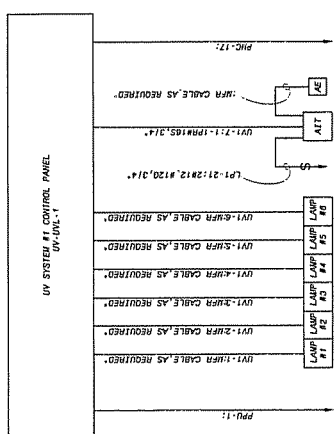 UV SYSTEM #1 CONTROL PANEL
UV-UVL-1
PHC-17:
:MFR CABLE,AS REQUIRED"
AE
UV1-7:1-1PR#16S,3/4"
AIT
LP1-21:2#12,#12G,3/4"
S
UV1-6:MFR CABLE,AS REQUIRED"
LAMP #6
UV1-5:MFR CABLE,AS REQUIRED"
LAMP #5
UV1-4:MFR CABLE,AS REQUIRED"
LAMP #4
UV1-3:MFR CABLE,AS REQUIRED"
LAMP #3
UV1-2:MFR CABLE,AS REQUIRED"
LAMP #2
UV1-1:MFR CABLE,AS REQUIRED"
LAMP #1
PPU-1: